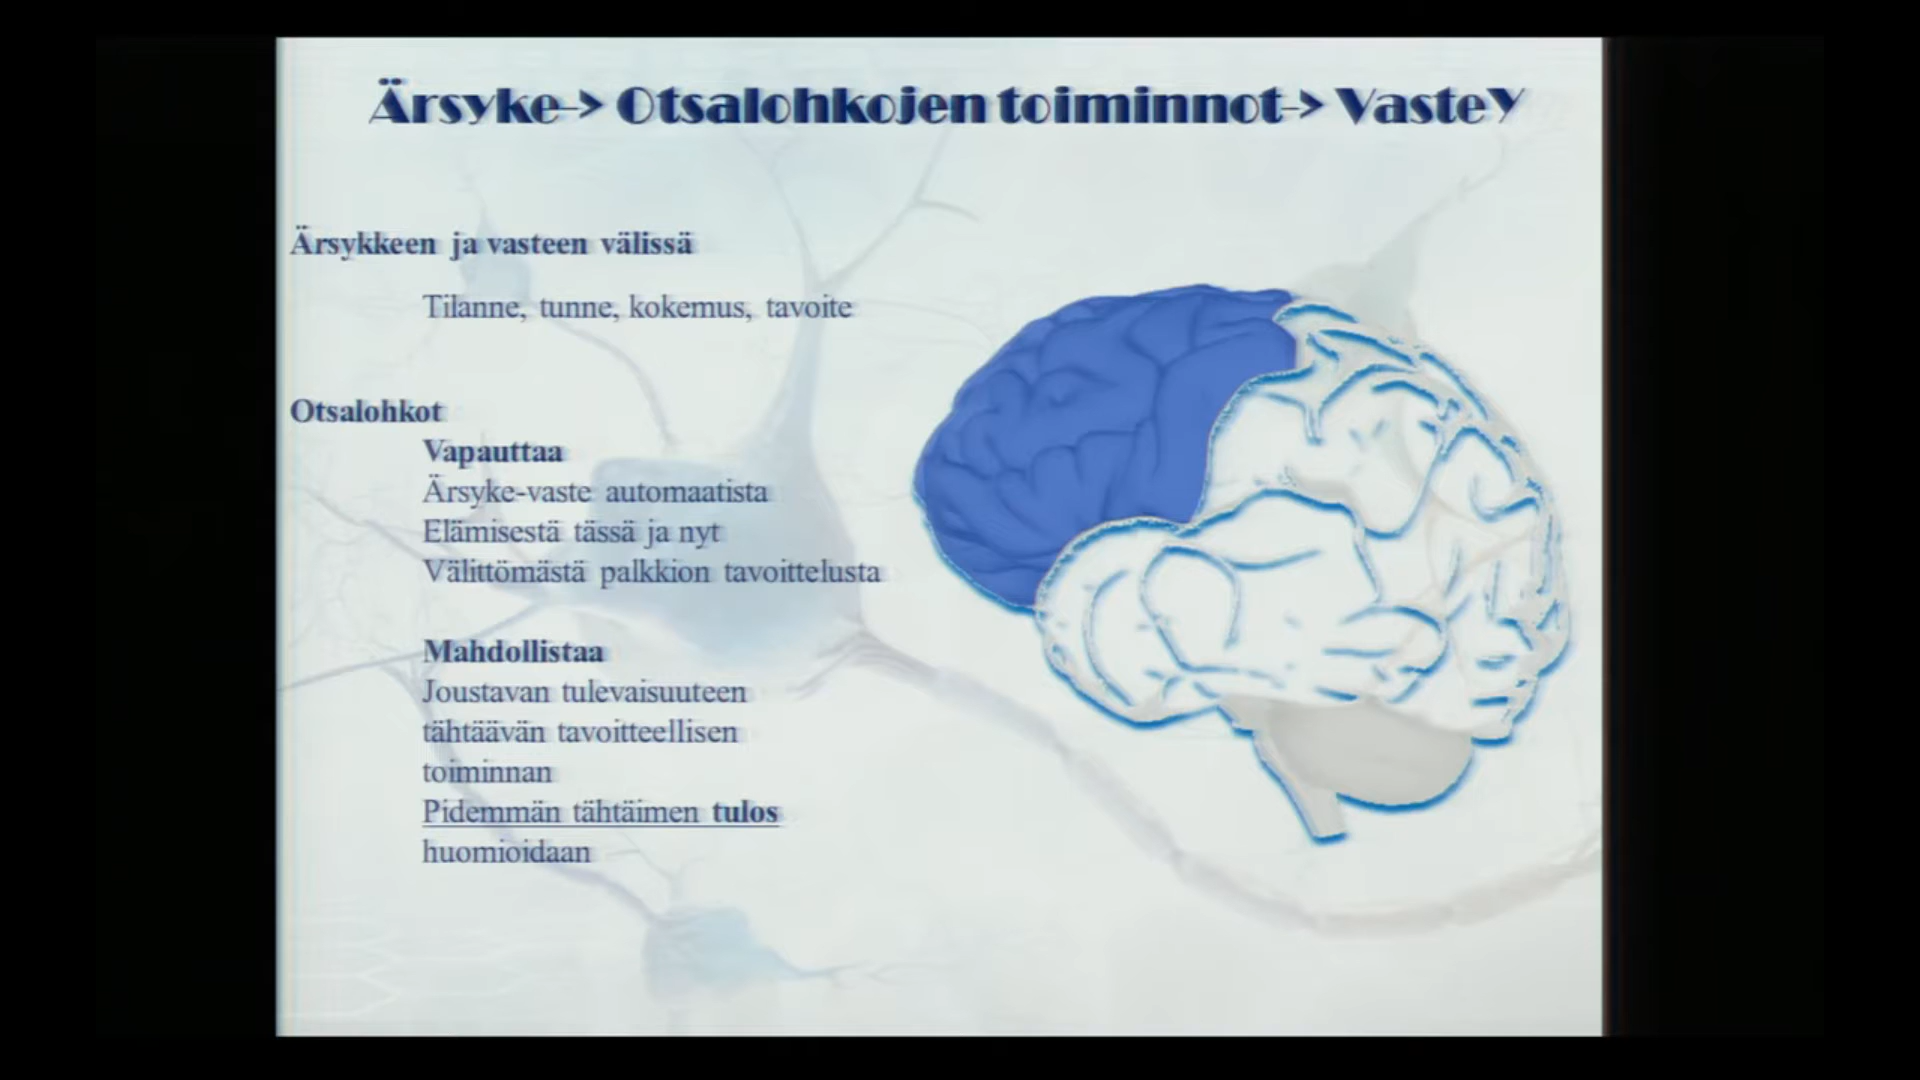 Ärsyke-> Otsalohkojen toiminnot-> VasteY
Ärsykkeen ja vasteen välissä
Tilanne, tunne, kokemus, tavoite
Otsalohkot
Vapauttaa
Ärsyke-vaste automaatista
Elämisestä tässä ja nyt
Välittömästä palkkion tavoittelusta
Mahdollistaa
Joustavan tulevaisuuteen
tähtäävän tavoitteellisen
toiminnan
Pidemmän tähtäimen tulos
huomioidaan